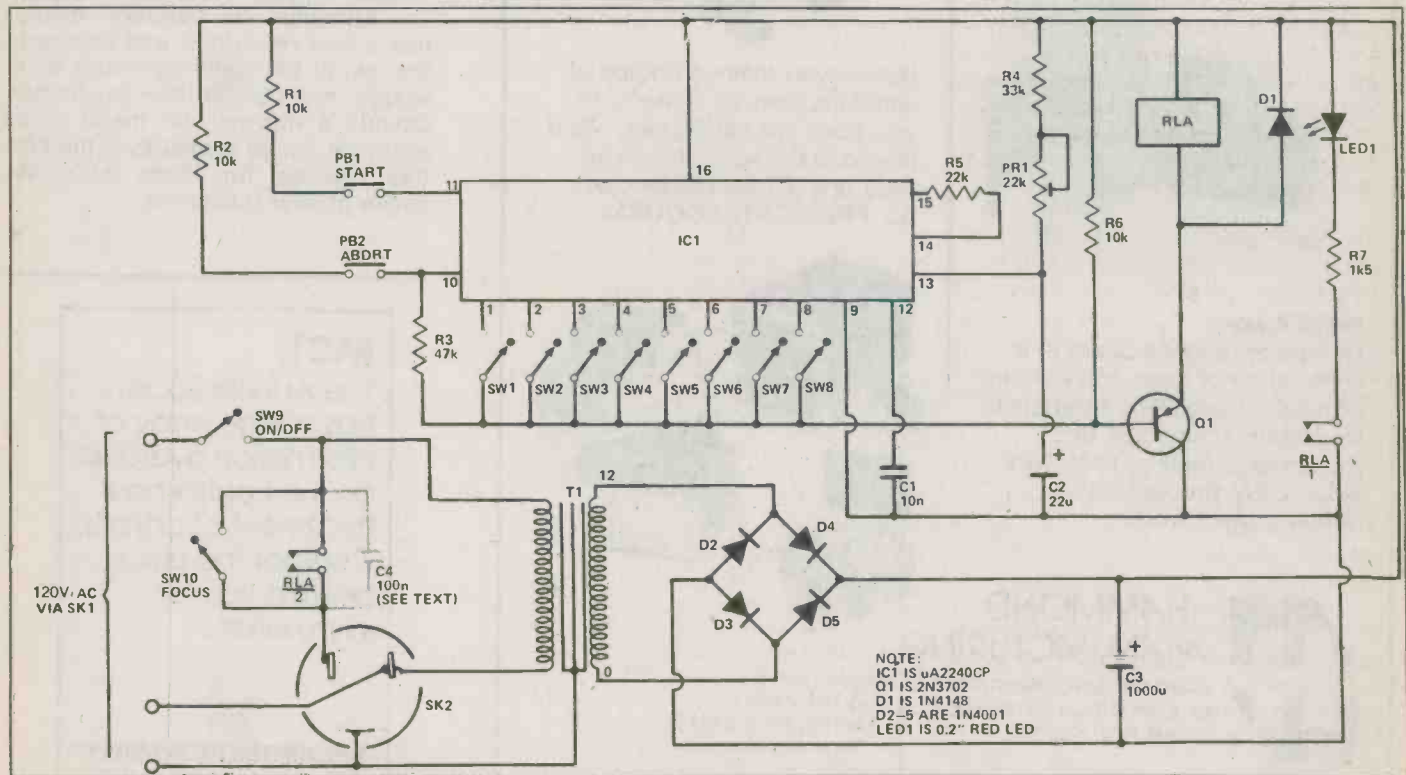 R1
10k
R2
10k
PB1
START
PB2
ABDRT
11
10
16
IC1
15
14
13
R5
22k
R4
33k
PR1
22k
R6
10k
RLA
D1
LED1
R7
1k5
1
2
3
4
5
6
7
8
9
12
R3
47k
SW1
SW2
SW3
SW4
SW5
SW6
SW7
SW8
Q1
C1
10n
C2
22u
+
RLA
1
SW9
ON/DFF
SW10
FOCUS
RLA
2
C4
100n
(SEE TEXT)
120V AC
VIA SK1
SK2
T1
12
0
D2
D4
D3
D5
+
C3
1000u
NOTE:
IC1 IS uA2240CP
Q1 IS 2N3702
D1 IS 1N4148
D2–5 ARE 1N4001
LED1 IS 0.2" RED LED